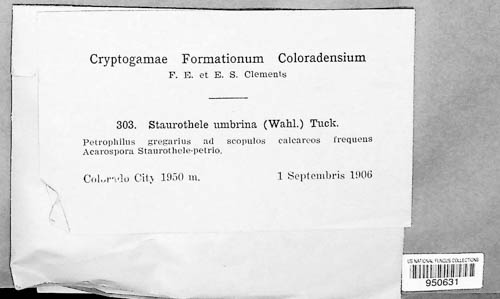 Cryptogamae Formationum Coloradensium
F. E. et E. S. Clements
303. Staurothele umbrina (Wahl.) Tuck.
Petrophilus gregarius ad scopulos calcareos frequens
Acarospora Staurothele-petrio.
Colorado City 1950 m. 1 Septembris 1906
US NATIONAL FUNGUS COLLECTIONS
950631